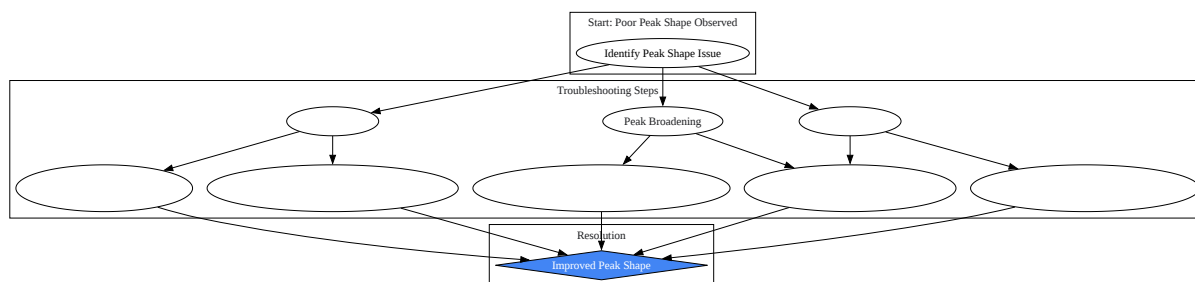 Start: Poor Peak Shape Observed
Identify Peak Shape Issue
Troubleshooting Steps
Peak Broadening
Resolution
Improved Peak Shape